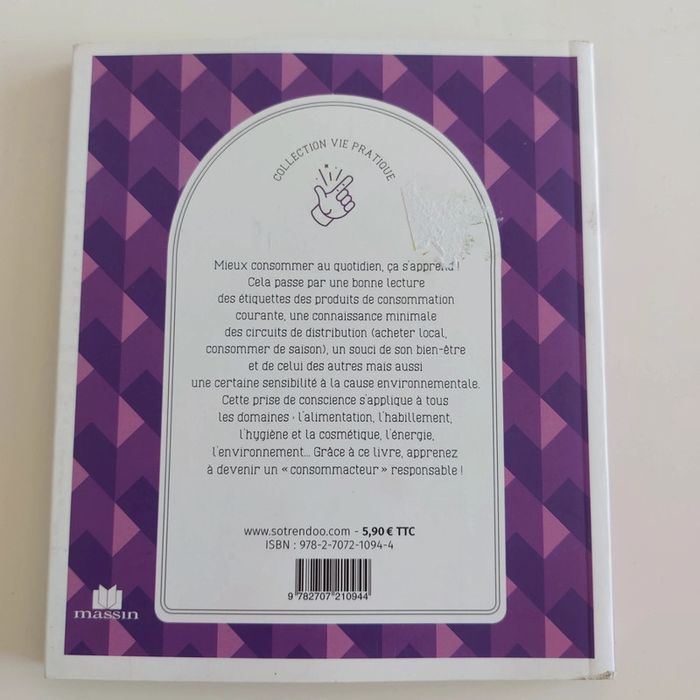 COLLECTION VIE PRATIQUE
Mieux consommer au quotidien, ça s'apprend !
Cela passe par une bonne lecture
des étiquettes des produits de consommation
courante, une connaissance minimale
des circuits de distribution (acheter local,
consommer de saison), un souci de son bien-être
et de celui des autres mais aussi
une certaine sensibilité à la cause environnementale.
Cette prise de conscience s'applique à tous
les domaines : l'alimentation, l'habillement,
l'hygiène et la cosmétique, l'énergie,
l'environnement... Grâce à ce livre, apprenez
à devenir un « consommacteur » responsable !
www.sotrendoo.com - 5,90 € TTC
ISBN : 978-2-7072-1094-4
9 782707 210944
massin